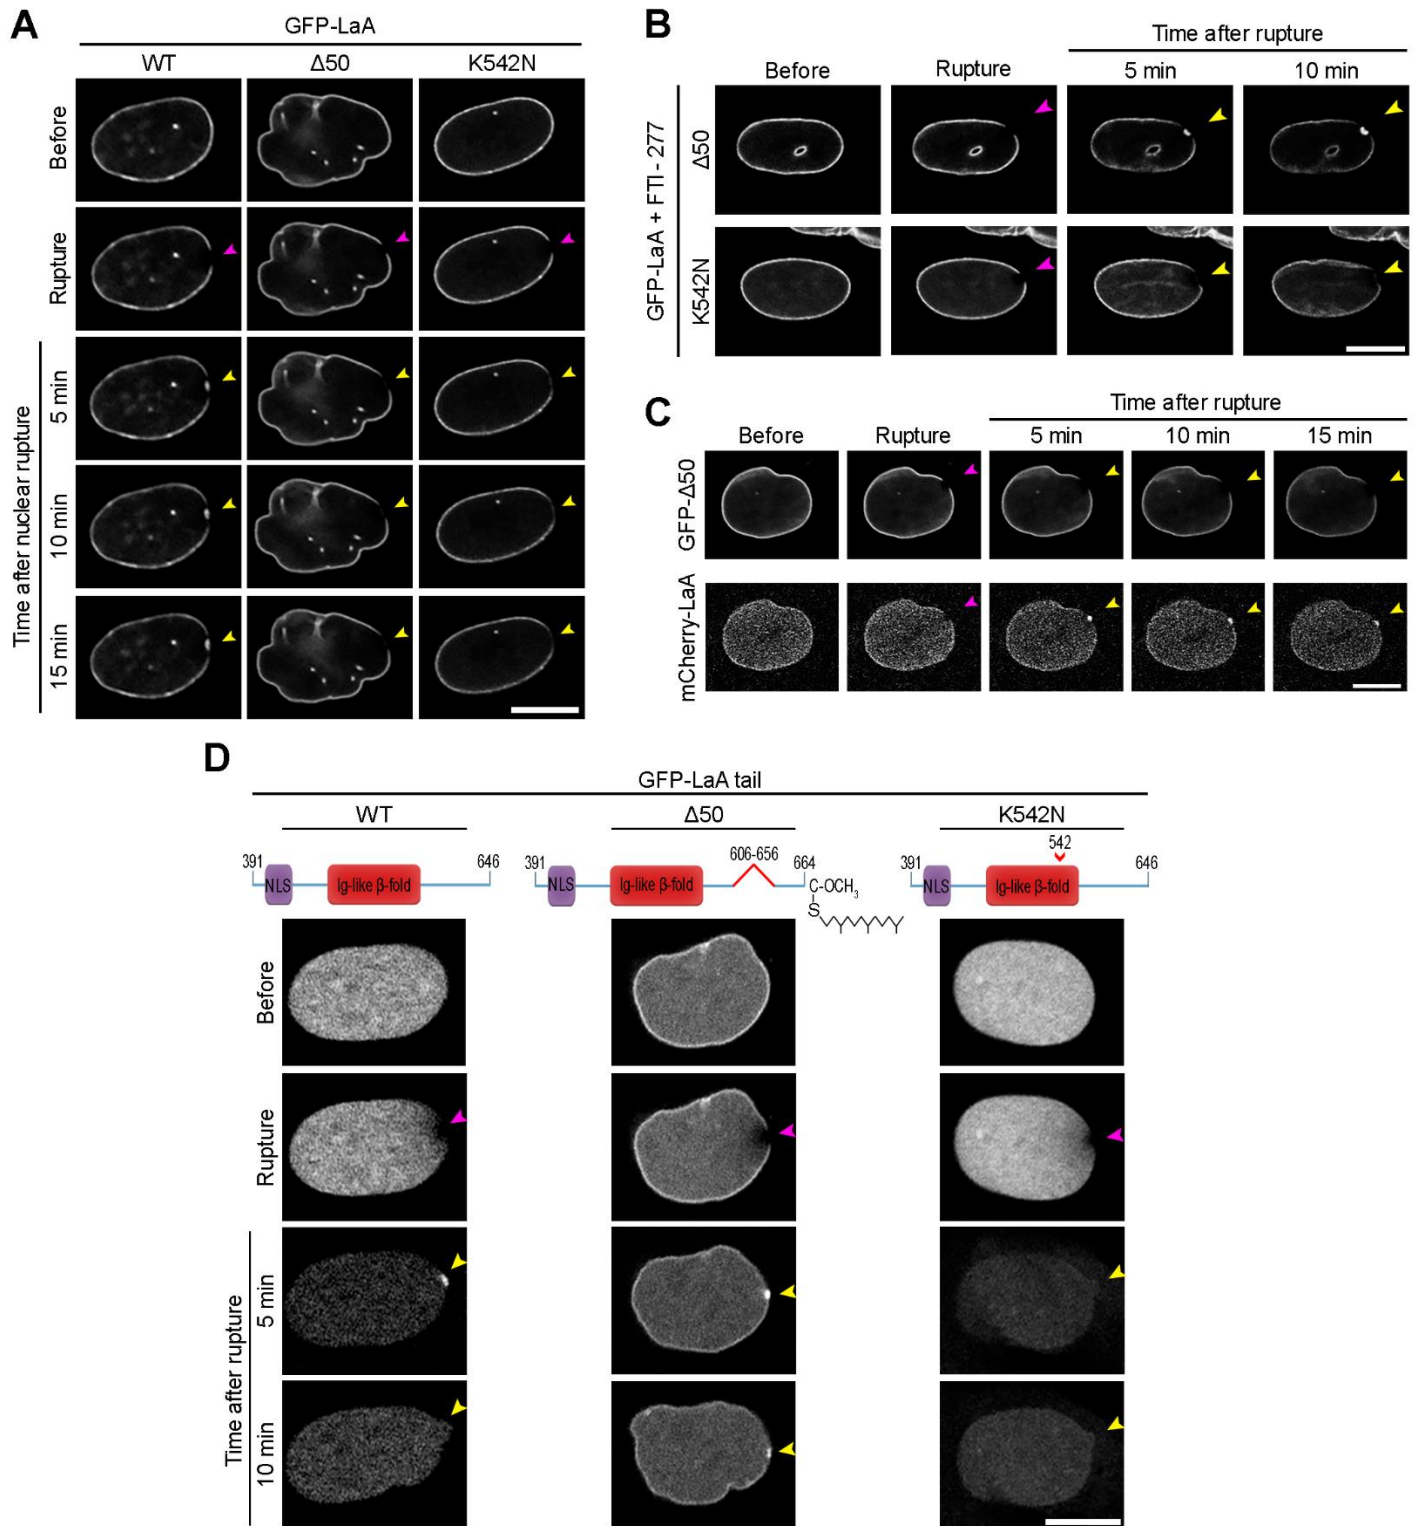 A
GFP-LaA
WT Δ50 K542N
Before
Rupture
Time after nuclear rupture
5 min
10 min
15 min
B
Time after rupture
Before Rupture 5 min 10 min
GFP-LaA + FTI - 277
Δ50
K542N
C
Time after rupture
Before Rupture 5 min 10 min 15 min
GFP-Δ50
mCherry-LaA
D
GFP-LaA tail
WT Δ50 K542N
391 NLS Ig-like β-fold 646
391 NLS Ig-like β-fold 606-656 664
C-OCH₃
S
391 NLS Ig-like β-fold 542 646
Before
Rupture
Time after rupture
5 min
10 min